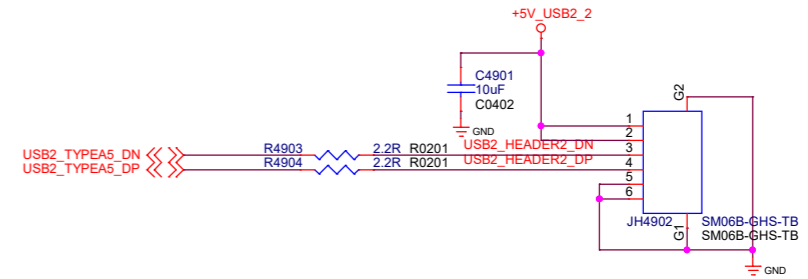 +5V_USB2_2
C4901
10uF
C0402
GND
G2
1
2
USB2_TYPEA5_DN R4903 2.2R R0201 USB2_HEADER2_DN 3
USB2_TYPEA5_DP R4904 2.2R R0201 USB2_HEADER2_DP 4
5
6
JH4902 G1 SM06B-GHS-TB
SM06B-GHS-TB
GND